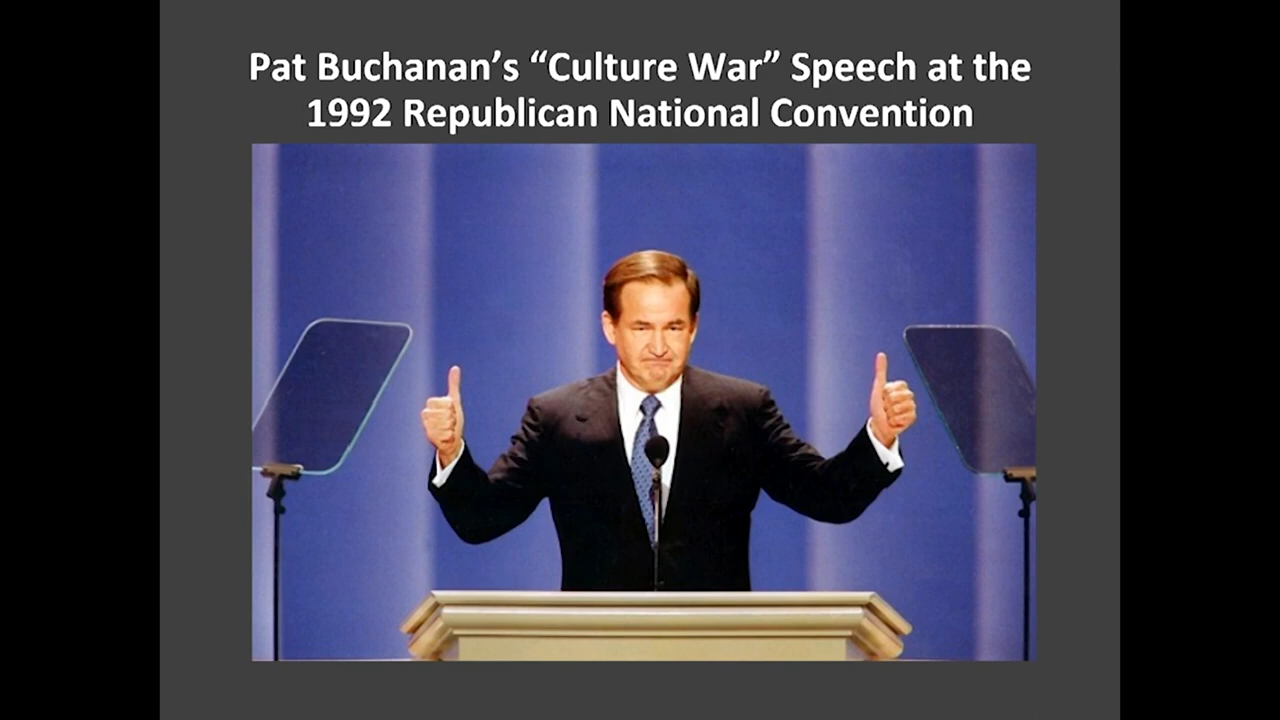 Pat Buchanan’s “Culture War” Speech at the
1992 Republican National Convention